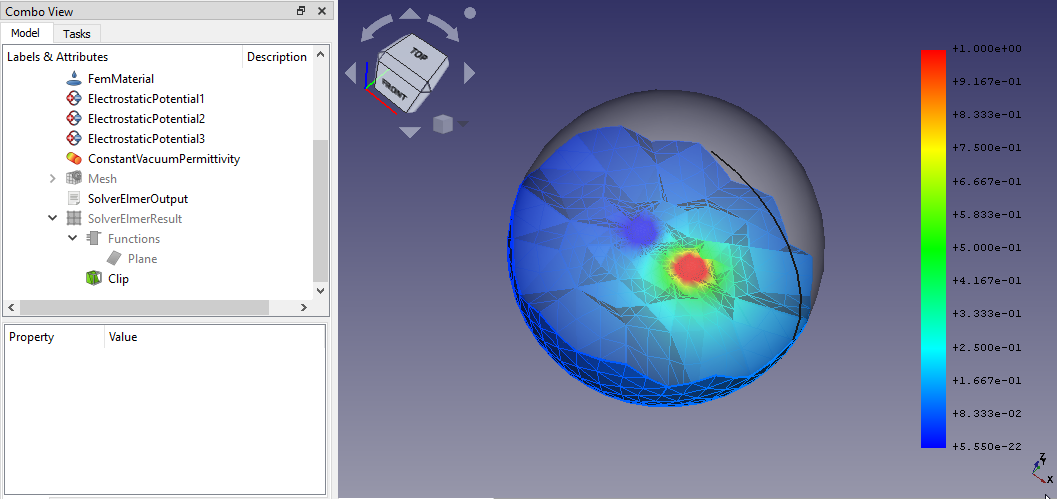 Combo View
Model Tasks
Labels & Attributes Description
FemMaterial
ElectrostaticPotential1
ElectrostaticPotential2
ElectrostaticPotential3
ConstantVacuumPermittivity
Mesh
SolverElmerOutput
SolverElmerResult
Functions
Plane
Clip
Property Value
TOP
FRONT
+1.000e+00
+9.167e-01
+8.333e-01
+7.500e-01
+6.667e-01
+5.833e-01
+5.000e-01
+4.167e-01
+3.333e-01
+2.500e-01
+1.667e-01
+8.333e-02
+5.550e-22
Z
Y
X